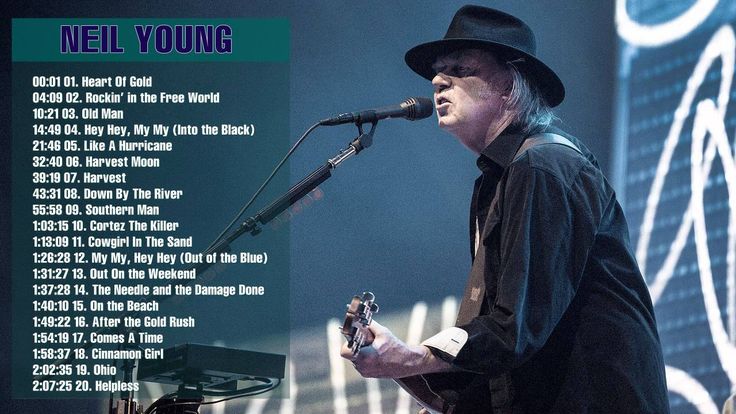 NEIL YOUNG
00:01 01. Heart Of Gold
04:09 02. Rockin' in the Free World
10:21 03. Old Man
14:49 04. Hey Hey, My My (Into the Black)
21:46 05. Like A Hurricane
32:40 06. Harvest Moon
39:19 07. Harvest
43:31 08. Down By The River
55:58 09. Southern Man
1:03:15 10. Cortez The Killer
1:13:09 11. Cowgirl In The Sand
1:26:28 12. My My, Hey Hey (Out of the Blue)
1:31:27 13. Out On the Weekend
1:37:28 14. The Needle and the Damage Done
1:40:10 15. On the Beach
1:49:22 16. After the Gold Rush
1:54:19 17. Comes A Time
1:58:37 18. Cinnamon Girl
2:02:35 19. Ohio
2:07:25 20. Helpless